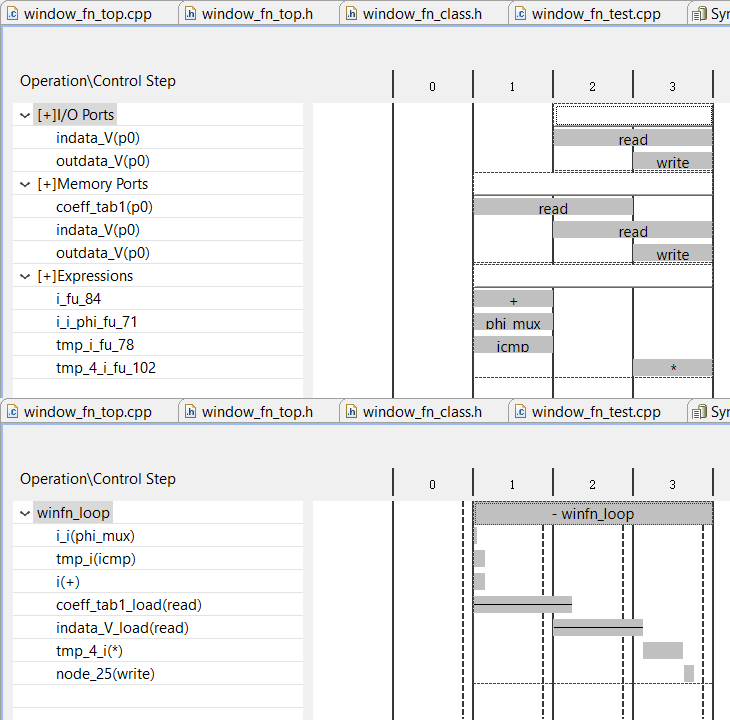 window_fn_top.cpp window_fn_top.h window_fn_class.h window_fn_test.cpp Syn
Operation\Control Step 0 1 2 3
[+]I/O Ports
indata_V(p0) read
outdata_V(p0) write
[+]Memory Ports
coeff_tab1(p0) read
indata_V(p0) read
outdata_V(p0) write
[+]Expressions
i_fu_84 +
i_i_phi_fu_71 phi_mux
tmp_i_fu_78 icmp
tmp_4_i_fu_102 *
window_fn_top.cpp window_fn_top.h window_fn_class.h window_fn_test.cpp Syn
Operation\Control Step 0 1 2 3
winfn_loop - winfn_loop
i_i(phi_mux)
tmp_i(icmp)
i(+)
coeff_tab1_load(read)
indata_V_load(read)
tmp_4_i(*)
node_25(write)